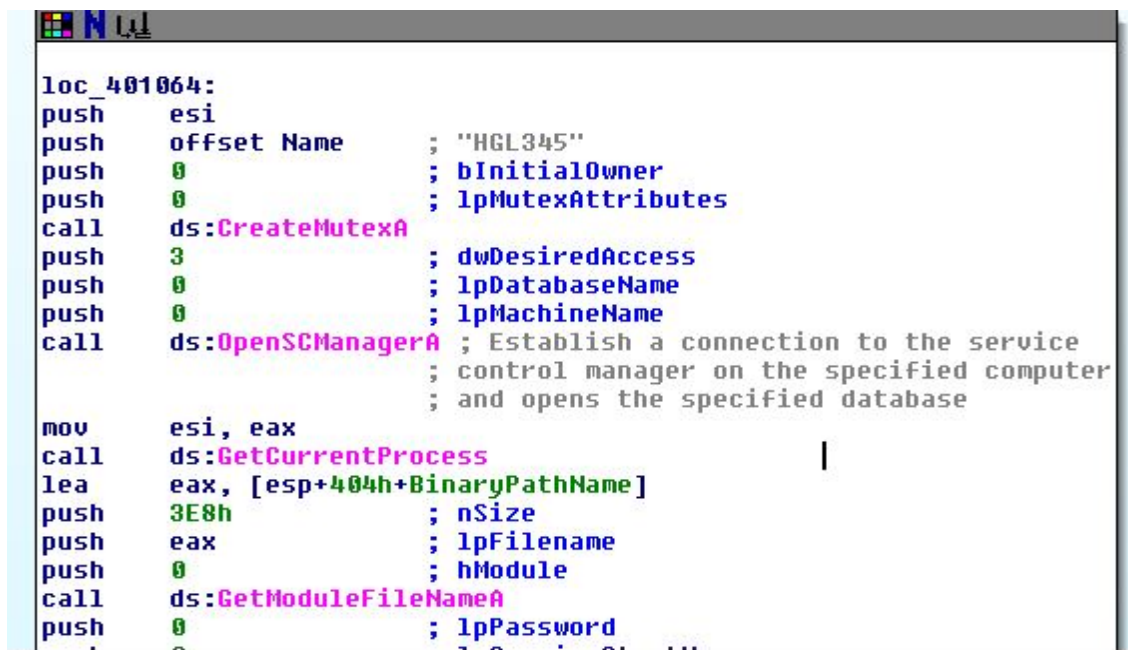 loc_401064:
push esi
push offset Name ; "HGL345"
push 0 ; bInitialOwner
push 0 ; lpMutexAttributes
call ds:CreateMutexA
push 3 ; dwDesiredAccess
push 0 ; lpDatabaseName
push 0 ; lpMachineName
call ds:OpenSCManagerA ; Establish a connection to the service
; control manager on the specified computer
; and opens the specified database
mov esi, eax
call ds:GetCurrentProcess
lea eax, [esp+404h+BinaryPathName]
push 3E8h ; nSize
push eax ; lpFilename
push 0 ; hModule
call ds:GetModuleFileNameA
push 0 ; lpPassword